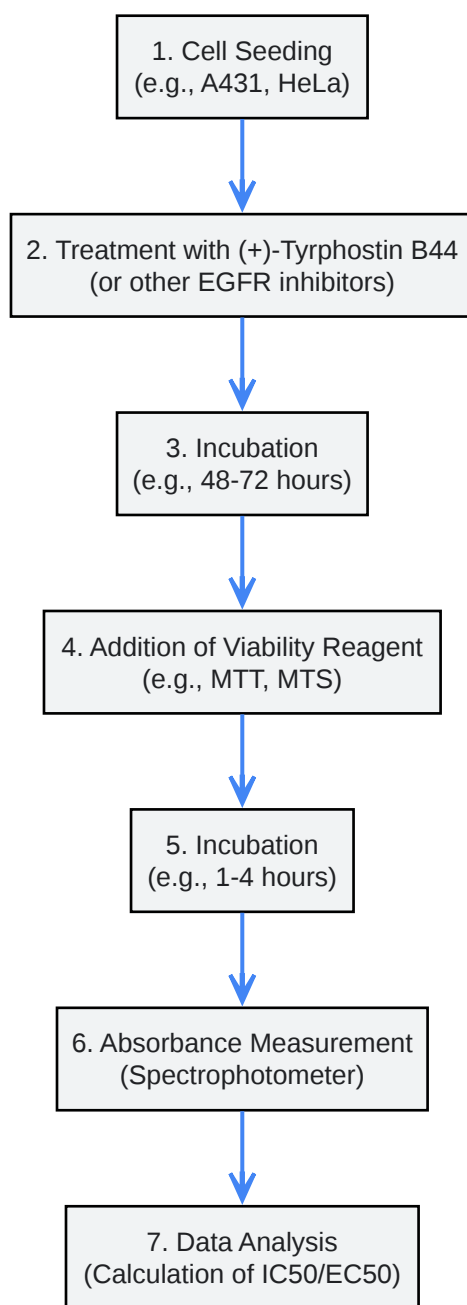 1. Cell Seeding
(e.g., A431, HeLa)
2. Treatment with (+)-Tyrphostin B44
(or other EGFR inhibitors)
3. Incubation
(e.g., 48-72 hours)
4. Addition of Viability Reagent
(e.g., MTT, MTS)
5. Incubation
(e.g., 1-4 hours)
6. Absorbance Measurement
(Spectrophotometer)
7. Data Analysis
(Calculation of IC50/EC50)